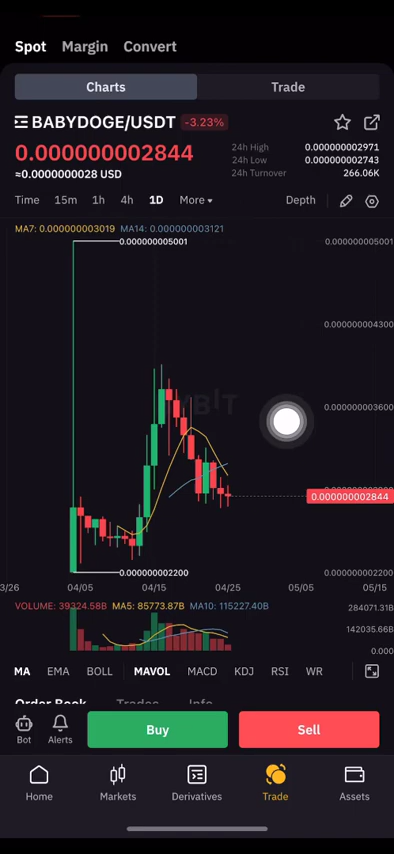 Spot Margin Convert
Charts Trade
BABYDOGE/USDT -3.23%
0.000000002844
≈0.0000000028 USD
24h High 0.000000002971
24h Low 0.000000002743
24h Turnover 266.06K
Time 15m 1h 4h 1D More Depth
MA7: 0.000000003019 MA14: 0.000000003121
0.000000005001 0.000000005001
0.000000004300
0.000000003600
BIT
0.000000002844
0.000000002200 0.000000002200
3/26 04/05 04/15 04/25 05/05 05/15
VOLUME: 39324.58B MA5: 85773.87B MA10: 115227.40B 284071.31B
142035.66B
0.000
MA EMA BOLL MAVOL MACD KDJ RSI WR
Order Book Trades Info
Bot Alerts Buy Sell
Home Markets Derivatives Trade Assets